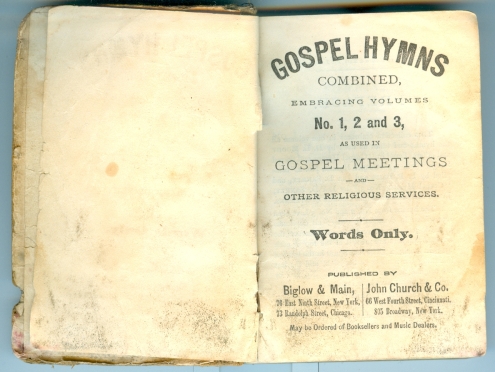 GOSPEL HYMNS
COMBINED,
EMBRACING VOLUMES
No. 1, 2 and 3,
AS USED IN
GOSPEL MEETINGS
—AND—
OTHER RELIGIOUS SERVICES.
Words Only.
PUBLISHED BY
Biglow & Main,
East Ninth Street, New York,
73 Randolph Street, Chicago.
John Church & Co.
66 West Fourth Street, Cincinnati.
805 Broadway, New York.
May be Ordered of Booksellers and Music Dealers.